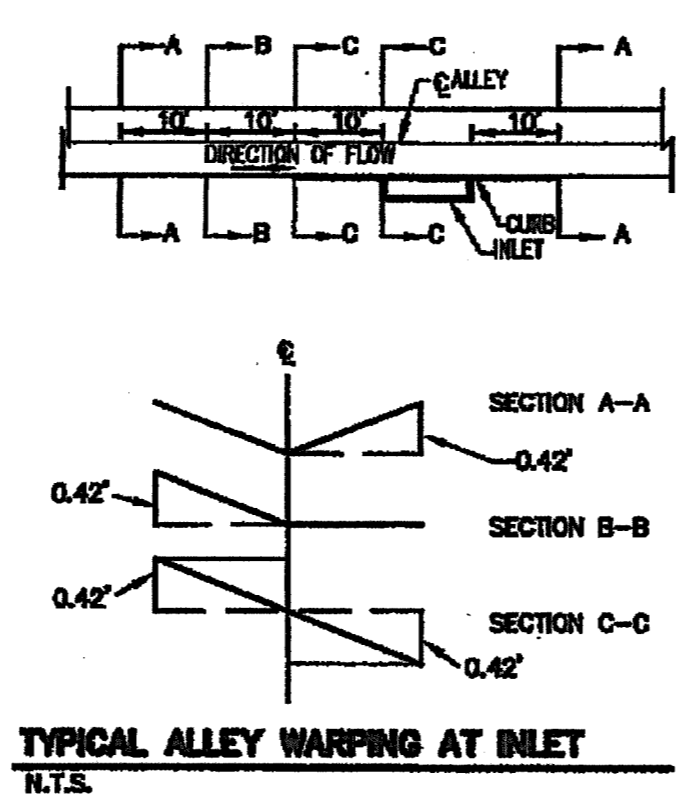 A B C C A
℄ ALLEY
10' 10' 10' 10'
DIRECTION OF FLOW
CURB
A B C C INLET A
℄
SECTION A-A
0.42'
0.42'
SECTION B-B
0.42'
SECTION C-C
0.42'
TYPICAL ALLEY WARPING AT INLET
N.T.S.